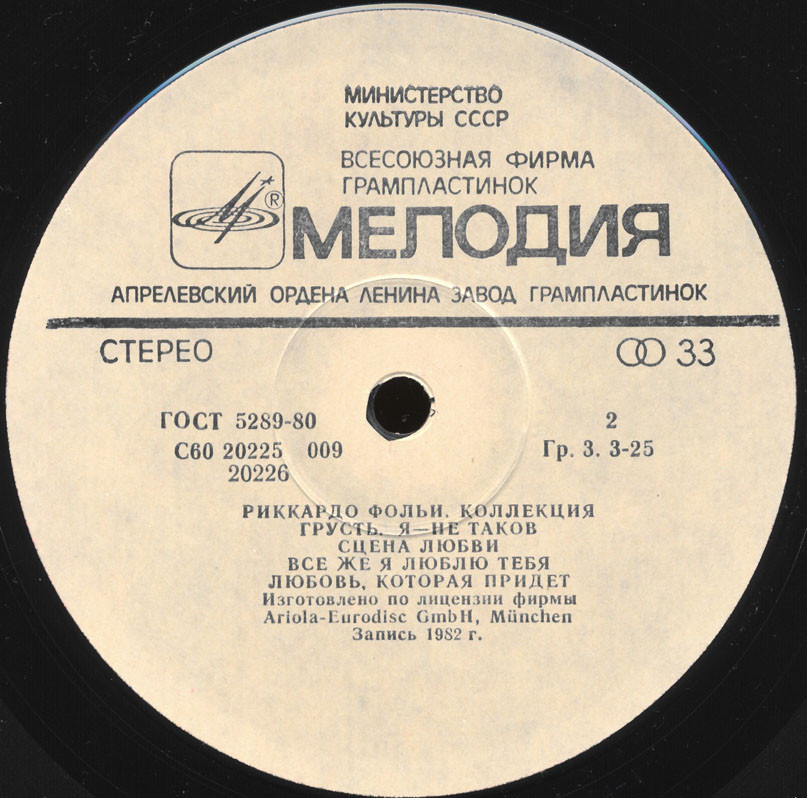 МИНИСТЕРСТВО
КУЛЬТУРЫ СССР
ВСЕСОЮЗНАЯ ФИРМА
ГРАМПЛАСТИНОК
®
МЕЛОДИЯ
АПРЕЛЕВСКИЙ ОРДЕНА ЛЕНИНА ЗАВОД ГРАМПЛАСТИНОК
СТЕРЕО 33
ГОСТ 5289-80 2
С60 20225 009 Гр. 3. 3-25
20226
РИККАРДО ФОЛЬИ. КОЛЛЕКЦИЯ
ГРУСТЬ. Я—НЕ ТАКОВ
СЦЕНА ЛЮБВИ
ВСЕ ЖЕ Я ЛЮБЛЮ ТЕБЯ
ЛЮБОВЬ, КОТОРАЯ ПРИДЕТ
Изготовлено по лицензии фирмы
Ariola-Eurodisc GmbH, München
Запись 1982 г.